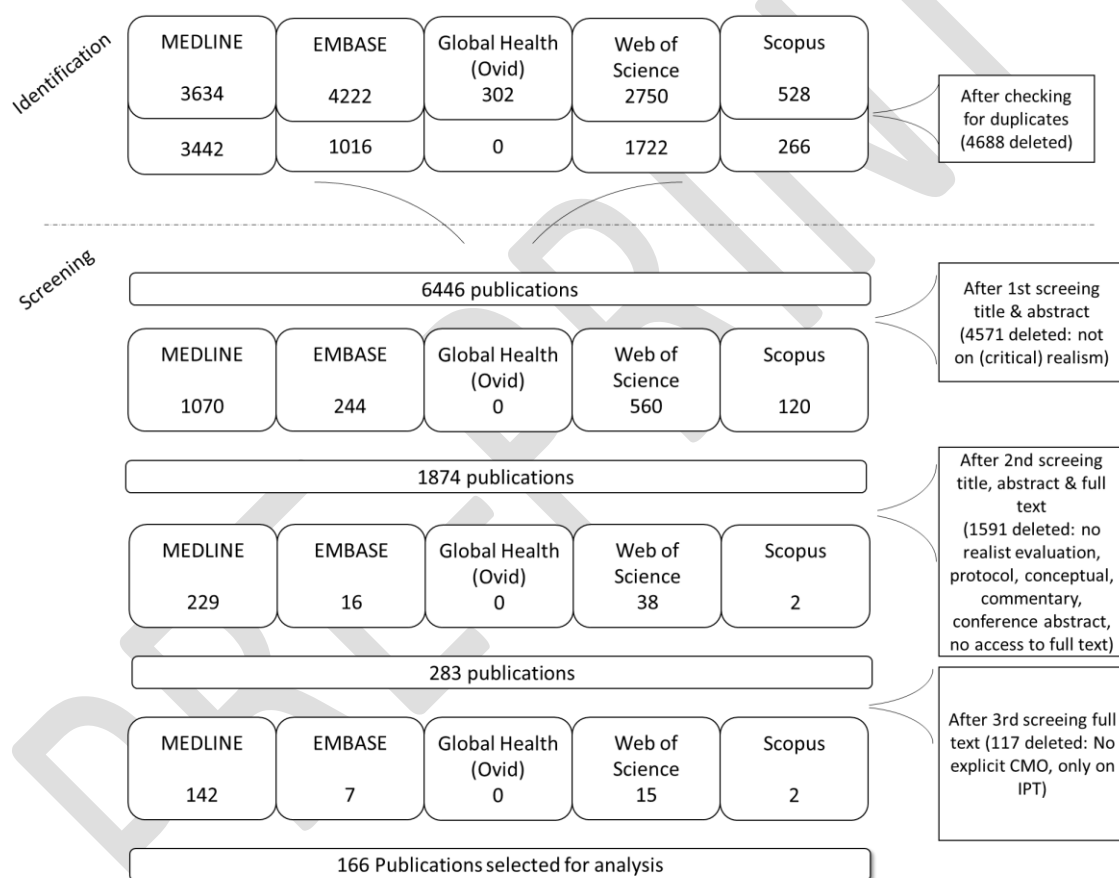 Identification
MEDLINE
3634
EMBASE
4222
Global Health
(Ovid)
302
Web of
Science
2750
Scopus
528
3442
1016
0
1722
266
After checking
for duplicates
(4688 deleted)
Screening
6446 publications
After 1st screeing
title & abstract
(4571 deleted: not
on (critical) realism)
MEDLINE
1070
EMBASE
244
Global Health
(Ovid)
0
Web of
Science
560
Scopus
120
1874 publications
After 2nd screeing
title, abstract & full
text
(1591 deleted: no
realist evaluation,
protocol, conceptual,
commentary,
conference abstract,
no access to full text)
MEDLINE
229
EMBASE
16
Global Health
(Ovid)
0
Web of
Science
38
Scopus
2
283 publications
After 3rd screeing full
text (117 deleted: No
explicit CMO, only on
IPT)
MEDLINE
142
EMBASE
7
Global Health
(Ovid)
0
Web of
Science
15
Scopus
2
166 Publications selected for analysis
PREPRINT